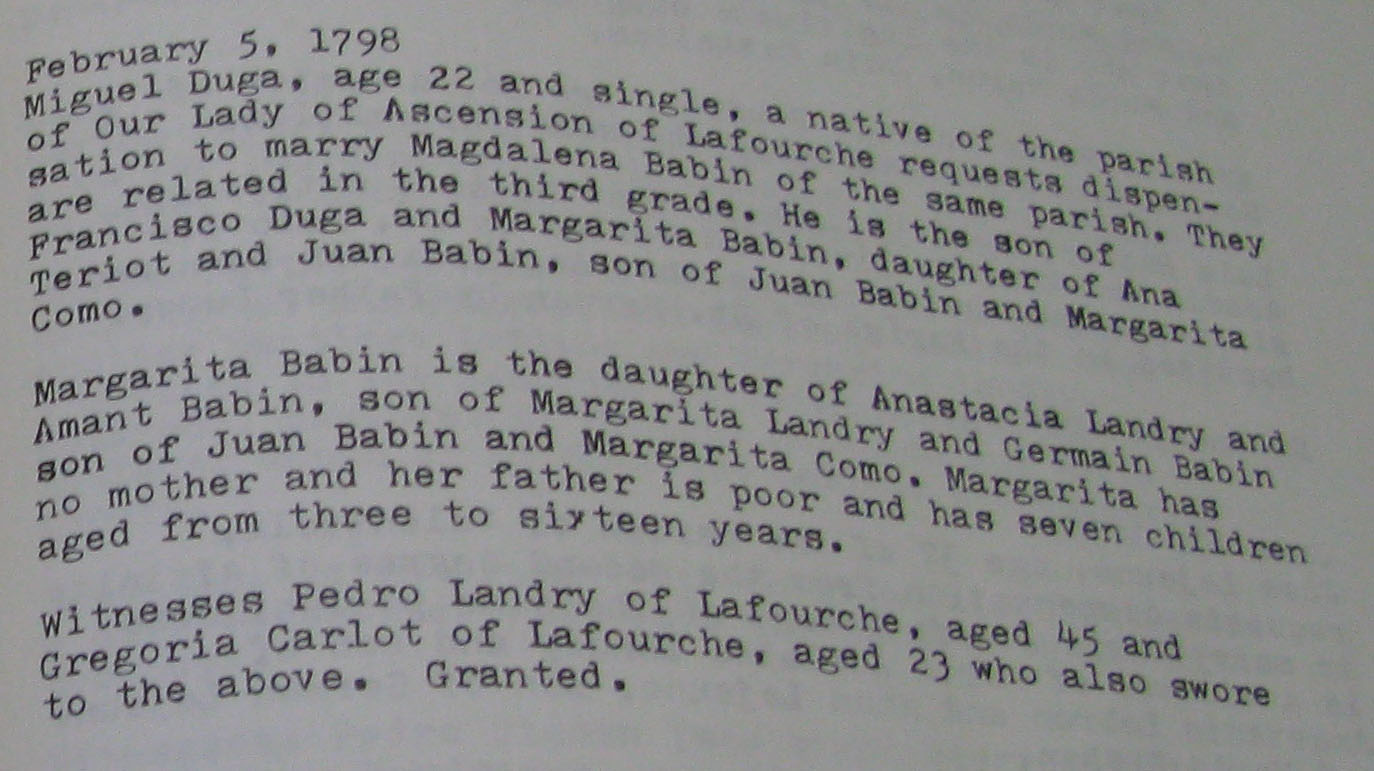 February 5, 1798
Miguel Duga, age 22 and single, a native of the parish
of Our Lady of Ascension of Lafourche requests dispen-
sation to marry Magdalena Babin of the same parish. They
are related in the third grade. He is the son of
Francisco Duga and Margarita Babin, daughter of Ana
Teriot and Juan Babin, son of Juan Babin and Margarita
Como.
Margarita Babin is the daughter of Anastacia Landry and
Amant Babin, son of Margarita Landry and Germain Babin
son of Juan Babin and Margarita Como. Margarita has
no mother and her father is poor and has seven children
aged from three to sixteen years.
Witnesses Pedro Landry of Lafourche, aged 45 and
Gregoria Carlot of Lafourche, aged 23 who also swore
to the above. Granted.